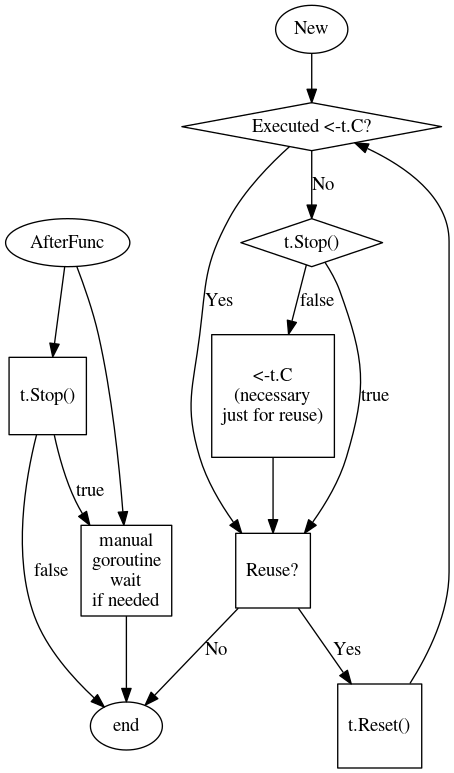 New
Executed <-t.C?
No
t.Stop()
AfterFunc
Yes
false
<-t.C
(necessary
just for reuse)
t.Stop()
true
true
manual
goroutine
wait
if needed
false
Reuse?
No
Yes
end
t.Reset()